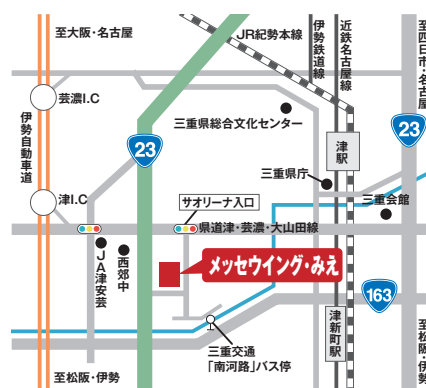 至大阪・名古屋
JR紀勢本線
伊勢鉄道線
近鉄名古屋線
至四日市・名古屋
芸濃I.C
三重県総合文化センター
23
23
伊勢自動車道
津駅
三重県庁
津I.C
サオリーナ入口
三重会館
県道津・芸濃・大山田線
JA津安芸
西郊中
メッセウイング・みえ
163
津新町駅
三重交通
「南河路」バス停
至松阪・伊勢
至松阪